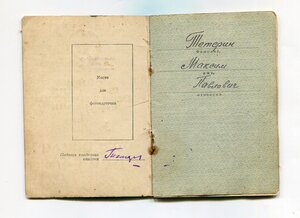 Место
для
фотокарточки
Подпись владельца
книжки
Тетерин
фамилия
Максим
имя
Павлович
отчество